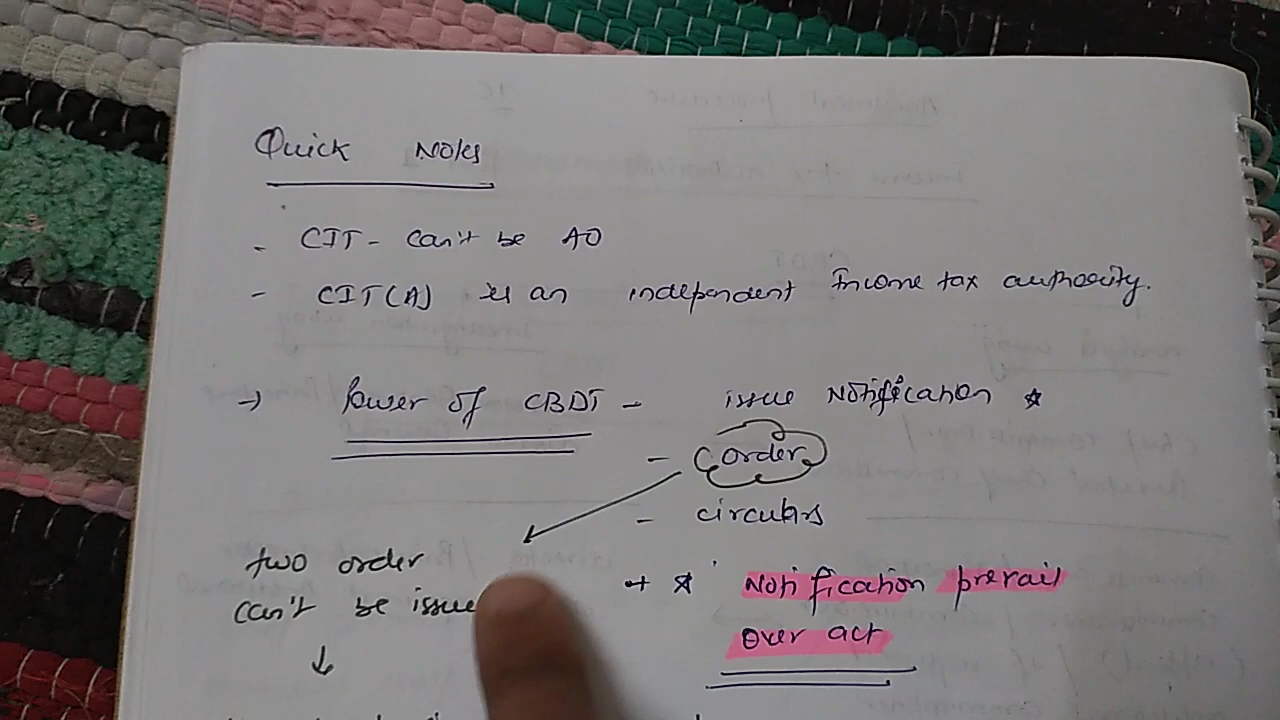 Quick Notes
- CIT - Can't be AO
- CIT(A) is an independent Income tax authority.
→ Power of CBDT - issue Notification ☆
- order
- circulars
two order
can't be issue
→ ☆ Notification prevail
over act
↓